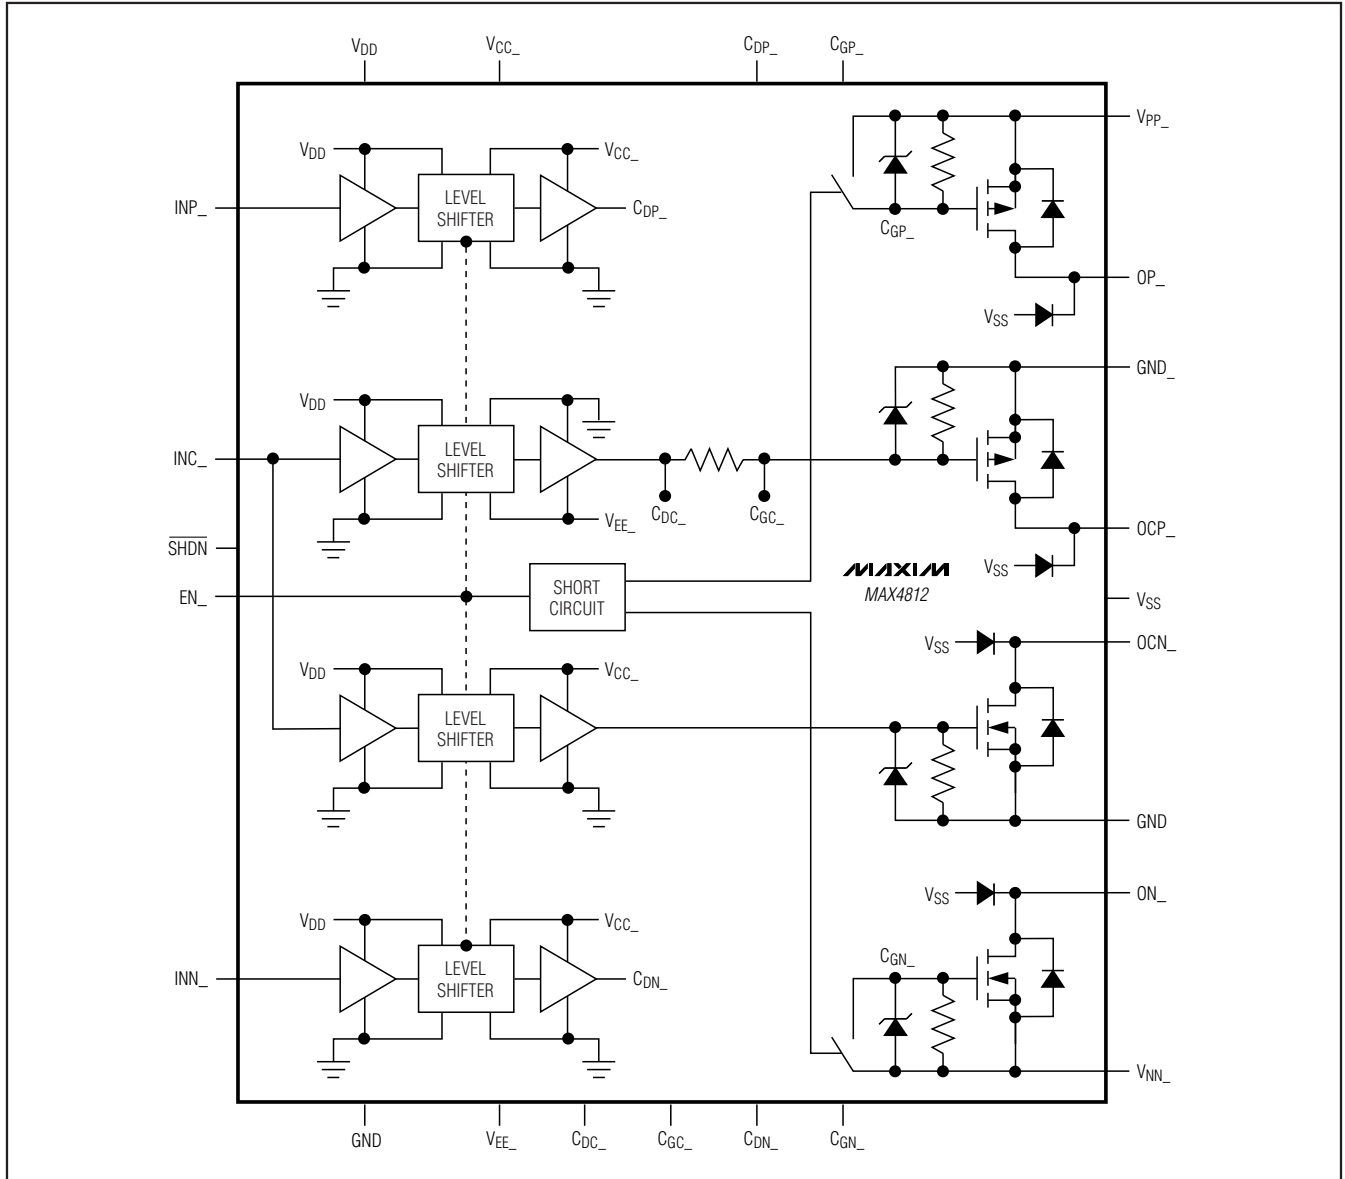 VDD VCC_ CDP_ CGP_
VPP_
VDD VCC_
INP_ LEVEL SHIFTER CDP_
CGP_
OP_
VSS
GND_
VDD
INC_ LEVEL SHIFTER
CDC_ CGC_
VEE_
OCP_
SHDN
VSS
MAXIM
MAX4812
EN_ SHORT CIRCUIT
VSS
VSS OCN_
VDD VCC_
LEVEL SHIFTER
GND
VSS ON_
VDD VCC_
CGN_
INN_ LEVEL SHIFTER CDN_
VNN_
GND VEE_ CDC_ CGC_ CDN_ CGN_